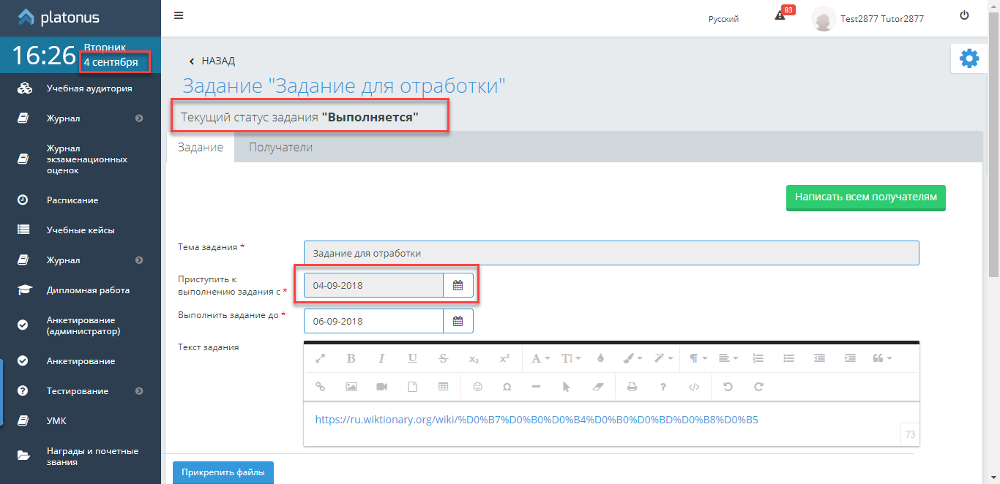 platonus
Русский
83
Test2877 Tutor2877
16:26
Вторник
4 сентября
Учебная аудитория
Журнал
Журнал
экзаменационных
оценок
Расписание
Учебные кейсы
Журнал
Дипломная работа
Анкетирование
(администратор)
Анкетирование
Тестирование
УМК
Награды и почетные
звания
НАЗАД
Задание "Задание для отработки"
Текущий статус задания "Выполняется"
Задание
Получатели
Написать всем получателям
Тема задания *
Задание для отработки
Приступить к
выполнению задания с *
04-09-2018
Выполнить задание до *
06-09-2018
Текст задания
https://ru.wiktionary.org/wiki/%D0%B7%D0%B0%D0%B4%D0%B0%D0%BD%D0%B8%D0%B5
73
Прикрепить файлы